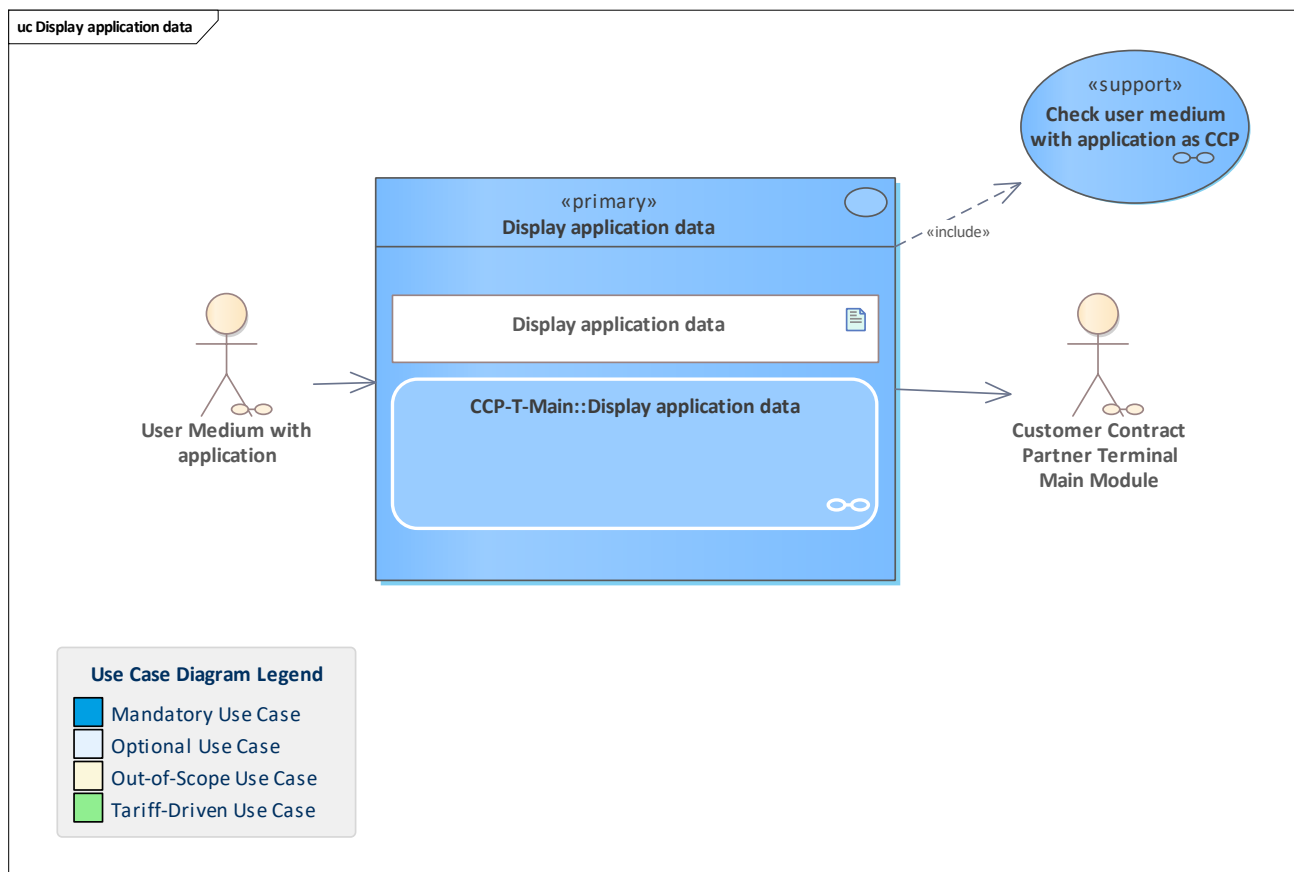 uc Display application data
«support»
Check user medium
with application as CCP
«primary»
Display application data
«include»
Display application data
CCP-T-Main::Display application data
User Medium with
application
Customer Contract
Partner Terminal
Main Module
Use Case Diagram Legend
Mandatory Use Case
Optional Use Case
Out-of-Scope Use Case
Tariff-Driven Use Case